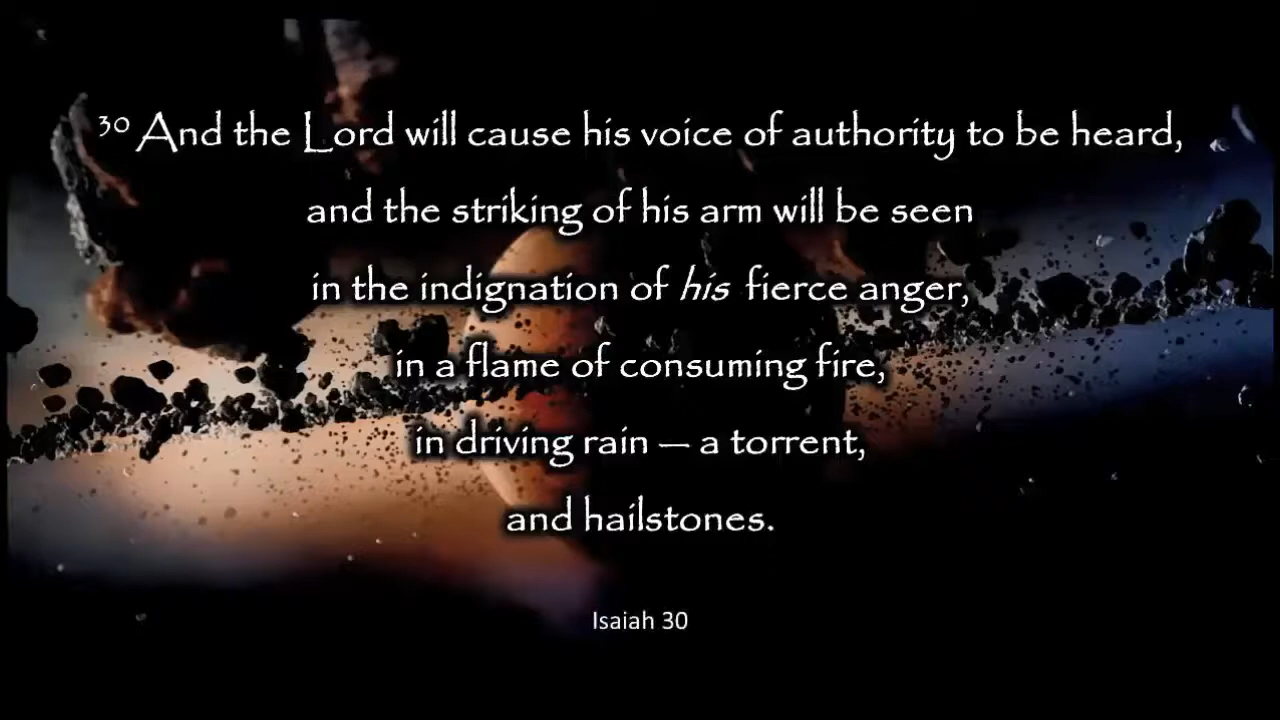 ³⁰ And the Lord will cause his voice of authority to be heard,
and the striking of his arm will be seen
in the indignation of his fierce anger,
in a flame of consuming fire,
in driving rain — a torrent,
and hailstones.
Isaiah 30